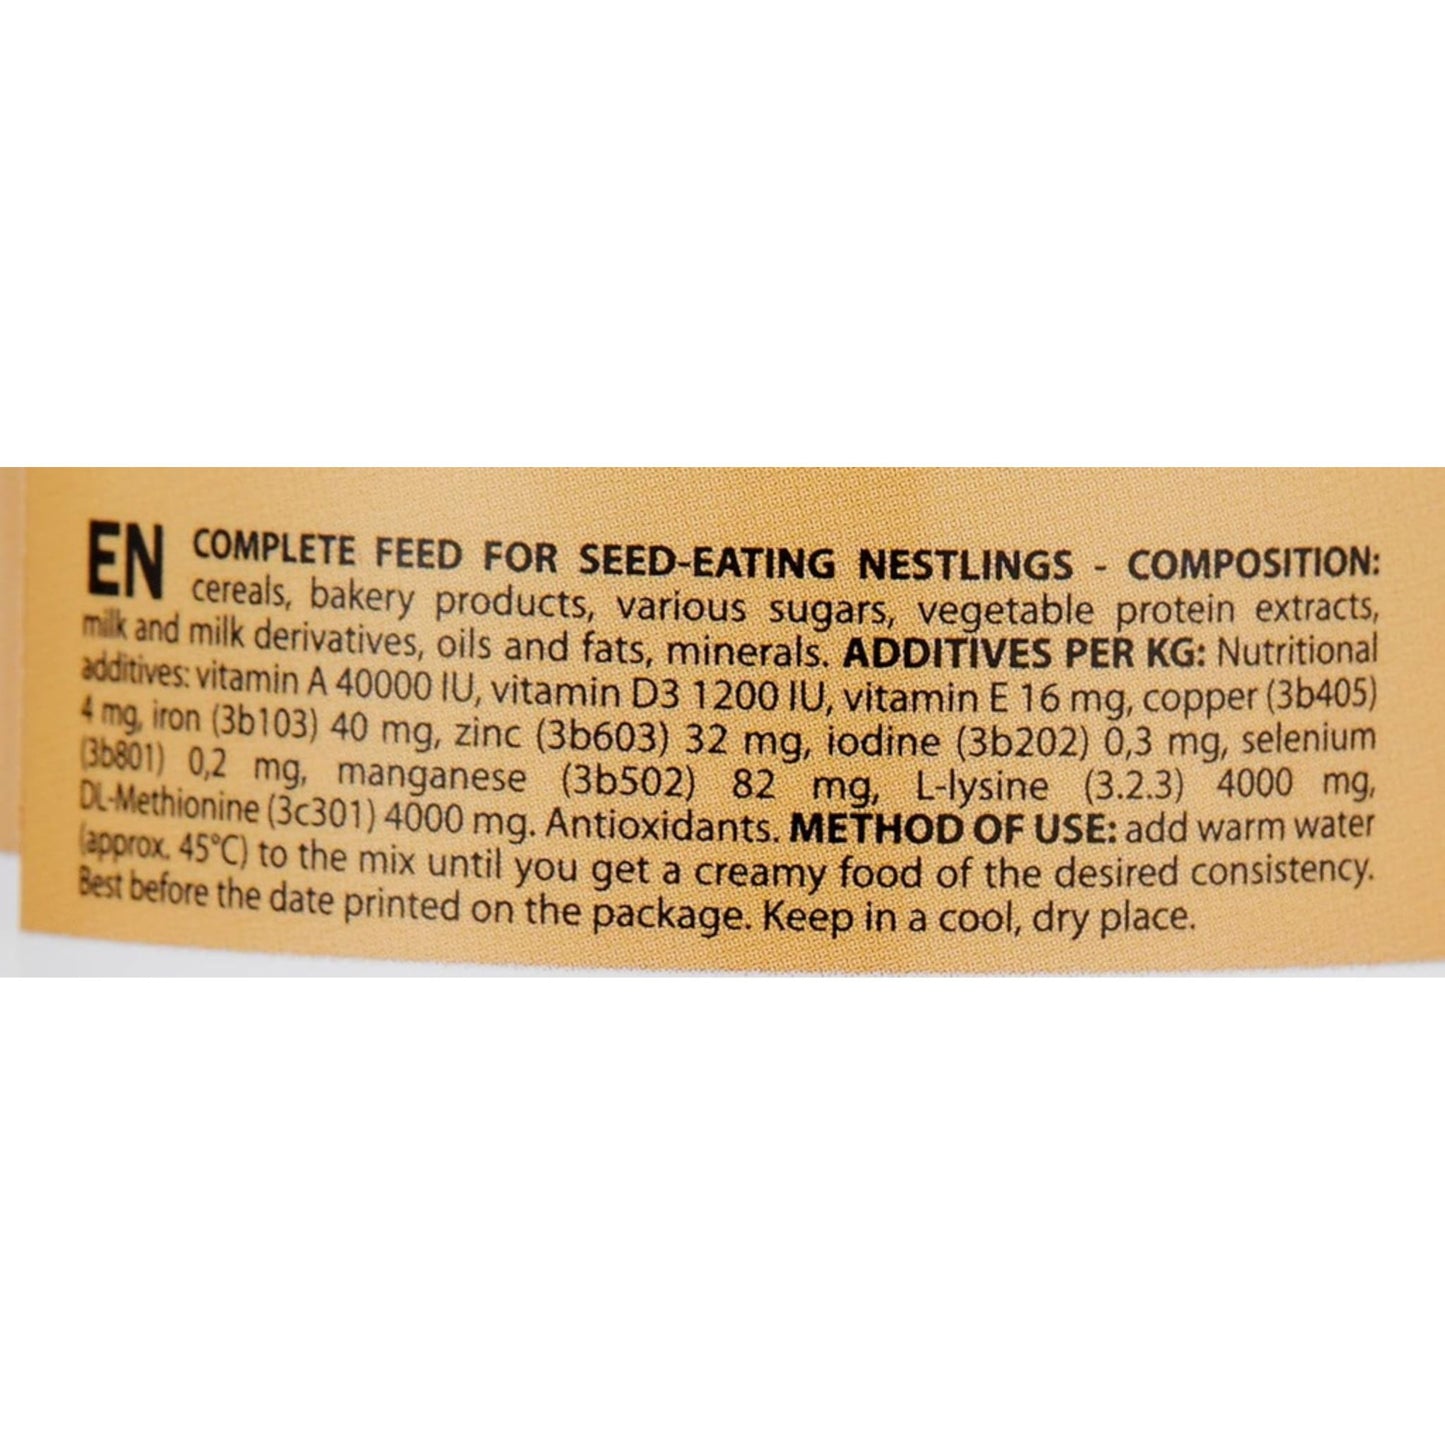 EN COMPLETE FEED FOR SEED-EATING NESTLINGS - COMPOSITION:
cereals, bakery products, various sugars, vegetable protein extracts,
milk and milk derivatives, oils and fats, minerals. ADDITIVES PER KG: Nutritional
additives: vitamin A 40000 IU, vitamin D3 1200 IU, vitamin E 16 mg, copper (3b405)
4 mg, iron (3b103) 40 mg, zinc (3b603) 32 mg, iodine (3b202) 0,3 mg, selenium
(3b801) 0,2 mg, manganese (3b502) 82 mg, L-lysine (3.2.3) 4000 mg,
DL-Methionine (3c301) 4000 mg. Antioxidants. METHOD OF USE: add warm water
(approx. 45°C) to the mix until you get a creamy food of the desired consistency.
Best before the date printed on the package. Keep in a cool, dry place.